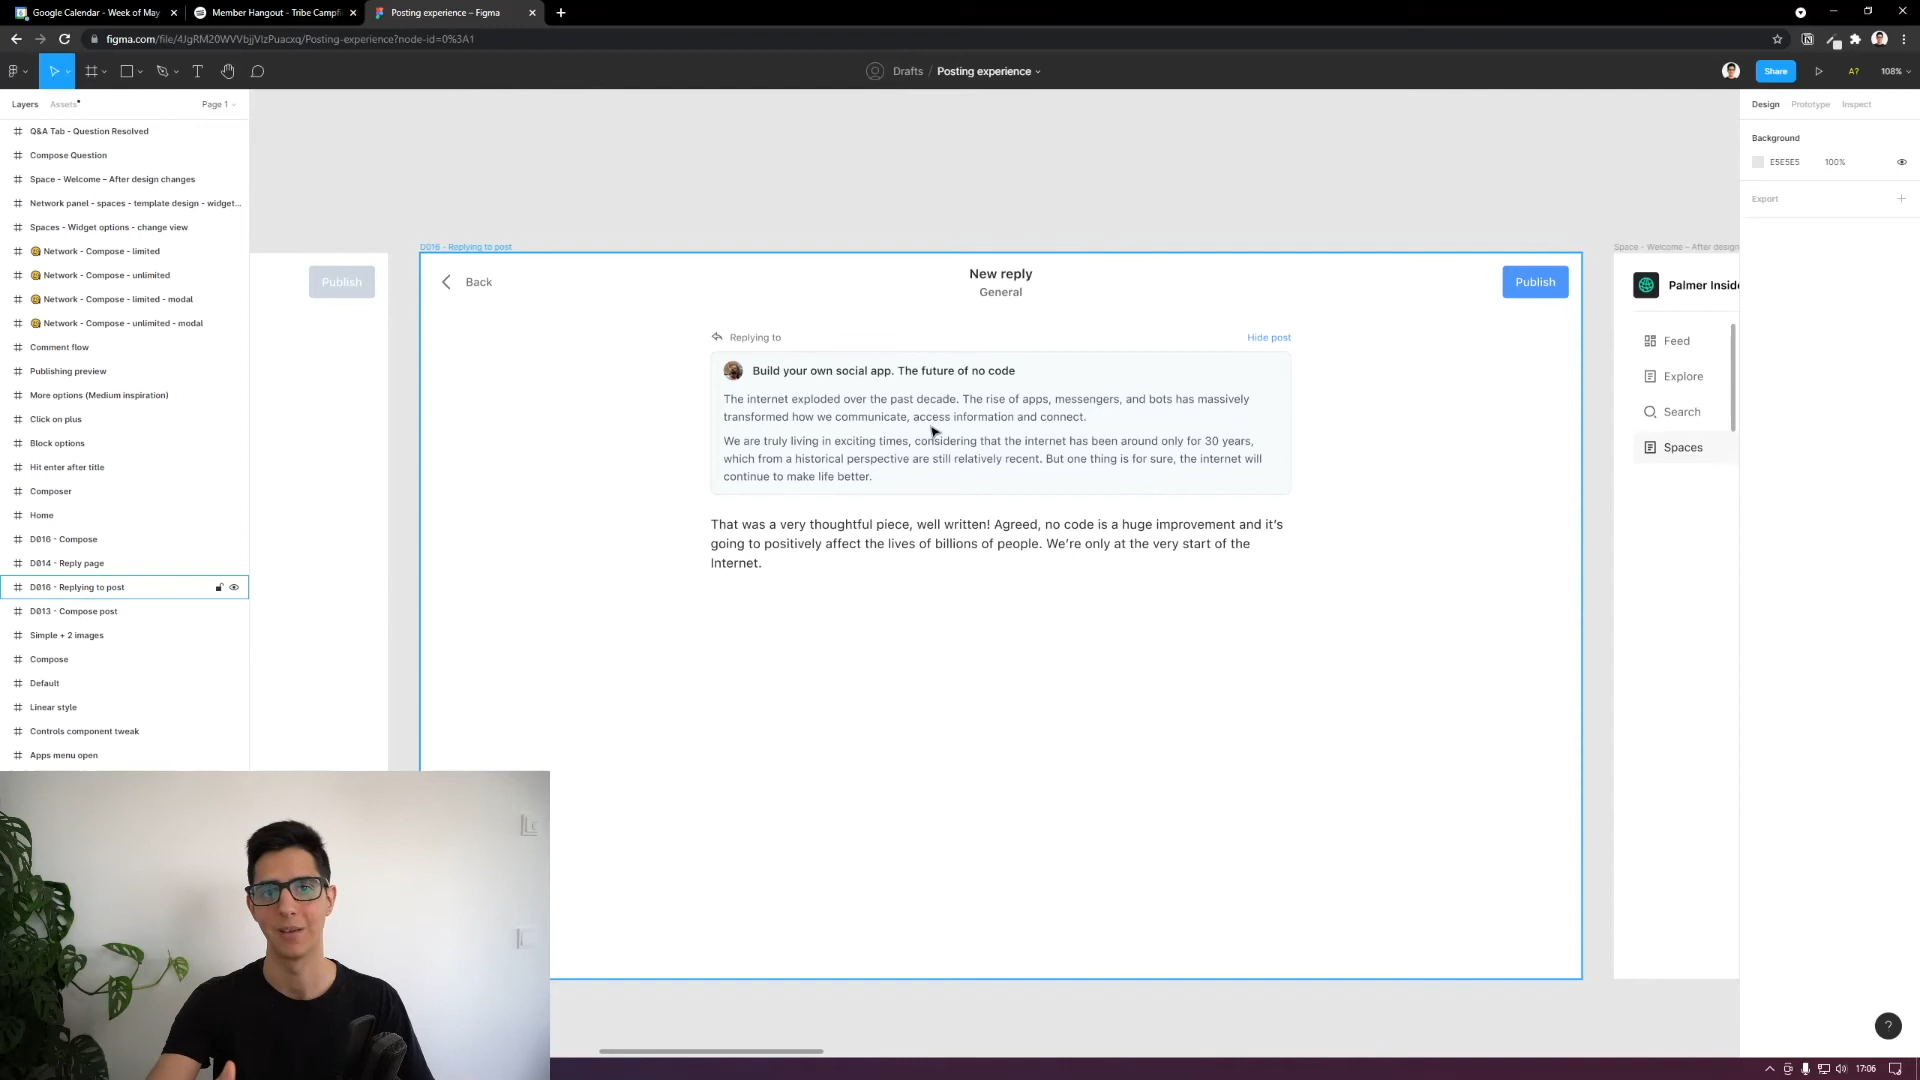 Google Calendar - Week of May
Member Hangout - Tribe Campfi
Posting experience – Figma
figma.com/file/4JgRM20WVVbjjVlzPuacxq/Posting-experience?node-id=0%3A1
Drafts / Posting experience
Share
A?
108%
Layers
Assets
Page 1
Q&A Tab - Question Resolved
Compose Question
Space - Welcome – After design changes
Network panel - spaces - template design - widget...
Spaces - Widget options - change view
Network - Compose - limited
Network - Compose - unlimited
Network - Compose - limited - modal
Network - Compose - unlimited - modal
Comment flow
Publishing preview
More options (Medium inspiration)
Click on plus
Block options
Hit enter after title
Composer
Home
D016 - Compose
D014 - Reply page
D016 - Replying to post
D013 - Compose post
Simple + 2 images
Compose
Default
Linear style
Controls component tweak
Apps menu open
Publish
D016 - Replying to post
Back
New reply
General
Publish
Replying to
Hide post
Build your own social app. The future of no code
The internet exploded over the past decade. The rise of apps, messengers, and bots has massively
transformed how we communicate, access information and connect.
We are truly living in exciting times, considering that the internet has been around only for 30 years,
which from a historical perspective are still relatively recent. But one thing is for sure, the internet will
continue to make life better.
That was a very thoughtful piece, well written! Agreed, no code is a huge improvement and it's
going to positively affect the lives of billions of people. We're only at the very start of the
Internet.
Space - Welcome – After design
Palmer Inside
Feed
Explore
Search
Spaces
Design
Prototype
Inspect
Background
E5E5E5
100%
Export
?
17:06